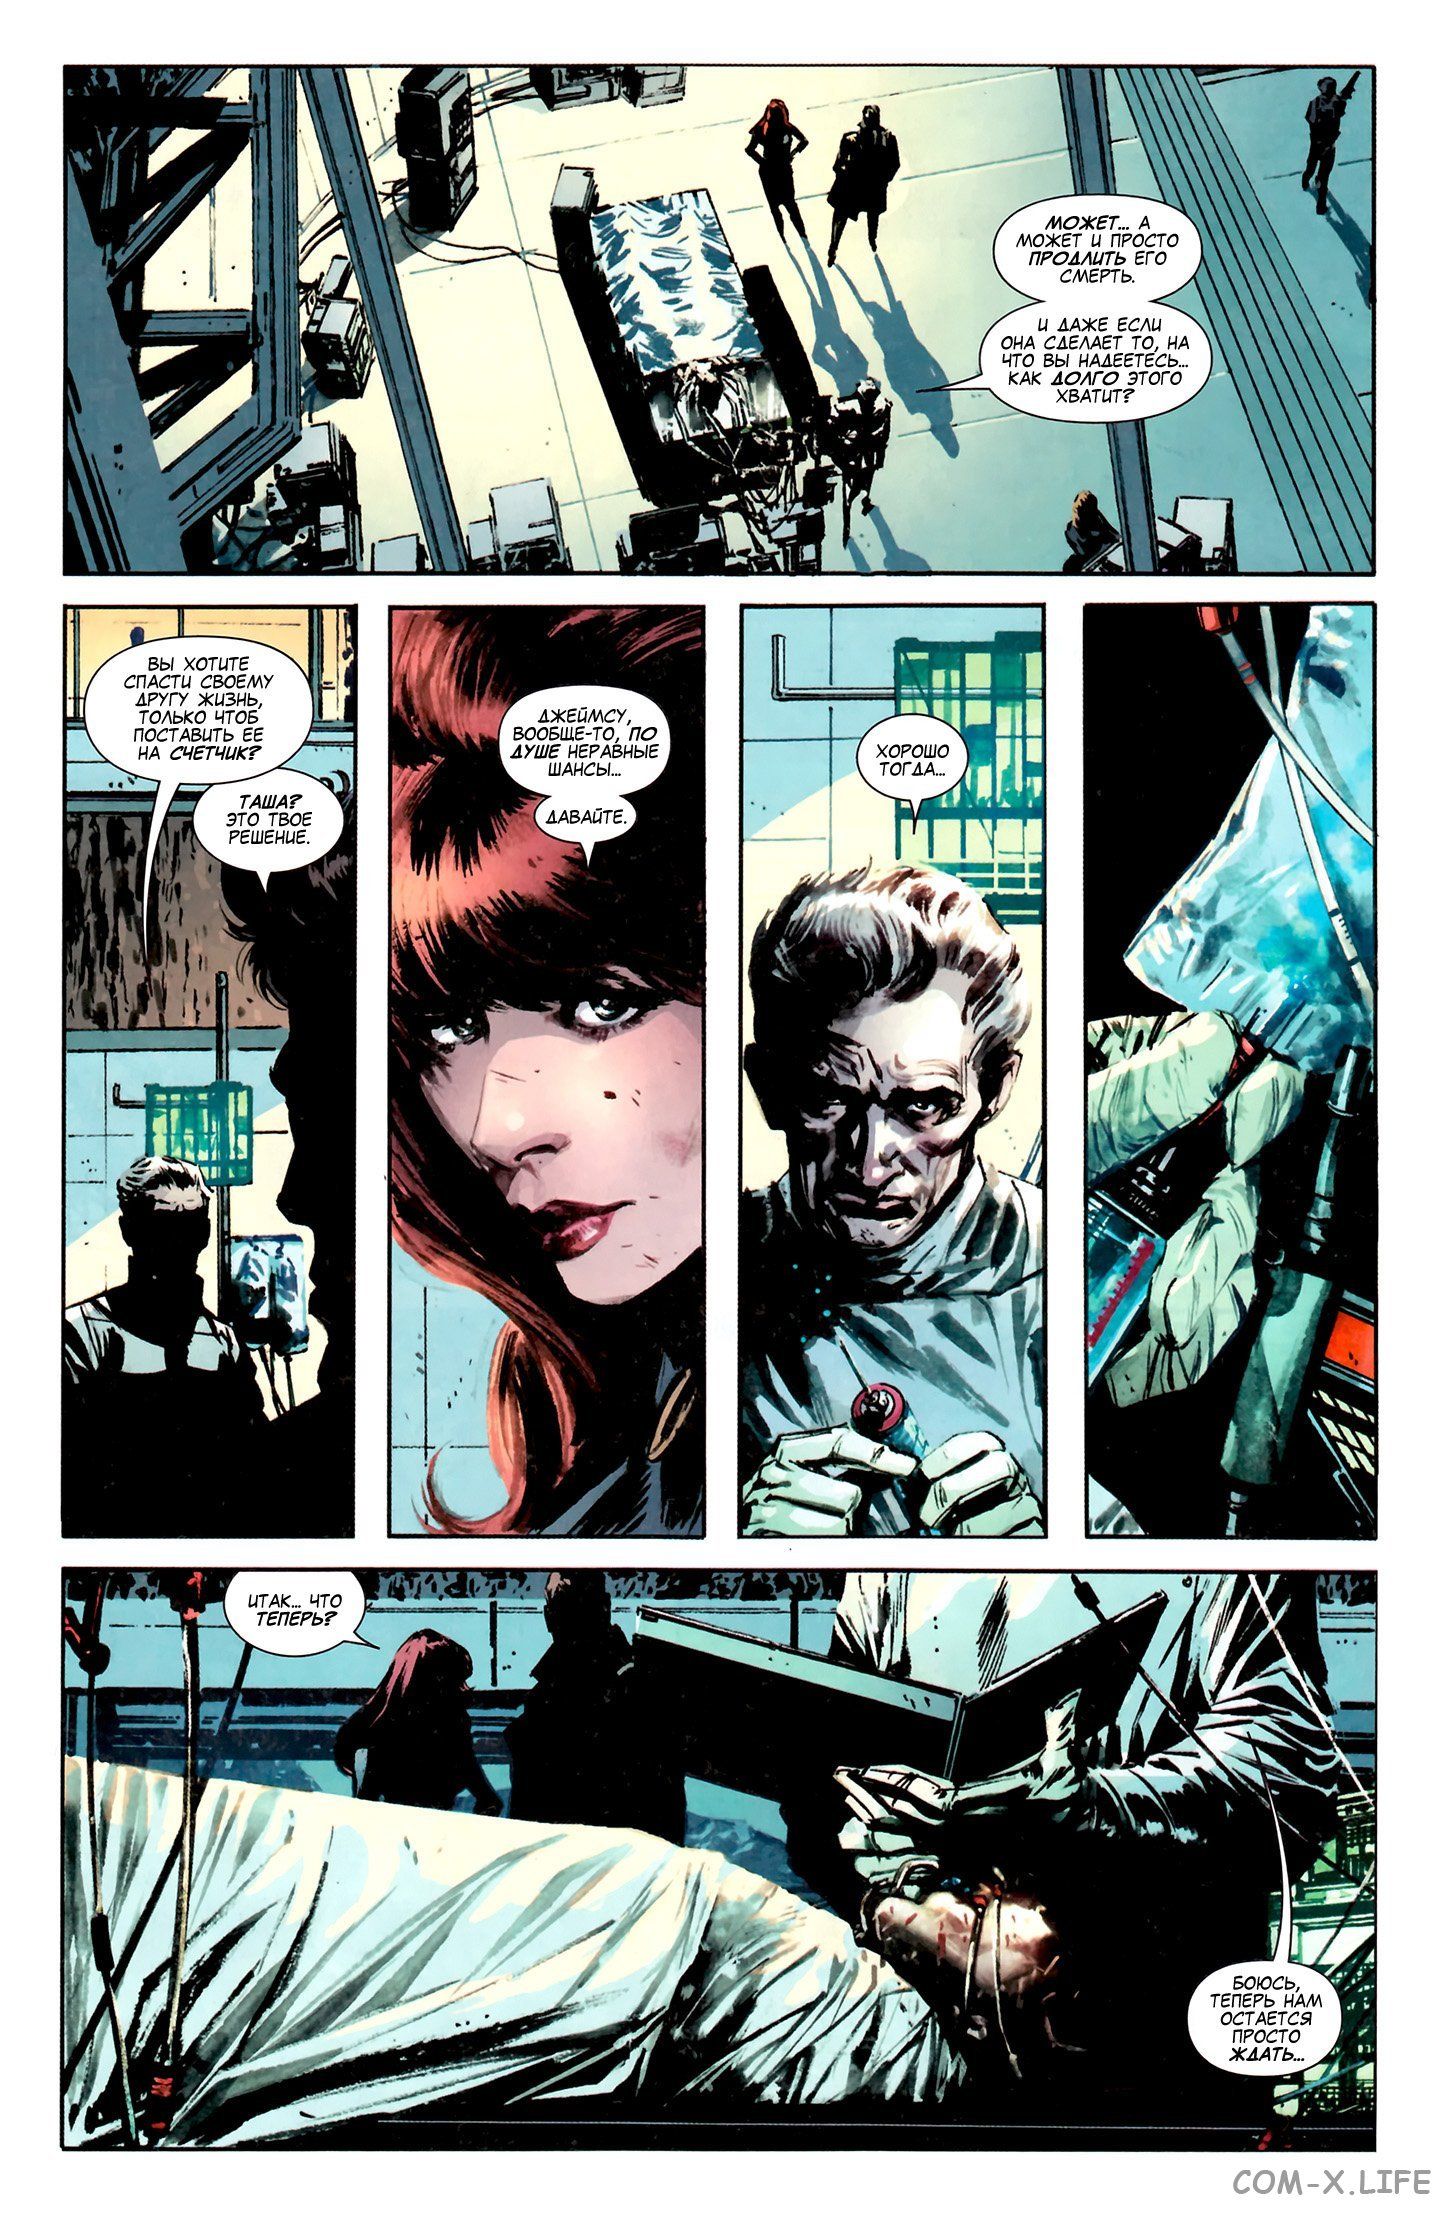 МОЖЕТ... А
МОЖЕТ И ПРОСТО
ПРОДЛИТЬ ЕГО
СМЕРТЬ.
И ДАЖЕ ЕСЛИ
ОНА СДЕЛАЕТ ТО, НА
ЧТО ВЫ НАДЕЕТЕСЬ...
КАК ДОЛГО ЭТОГО
ХВАТИТ?
ВЫ ХОТИТЕ
СПАСТИ СВОЕМУ
ДРУГУ ЖИЗНЬ,
ТОЛЬКО ЧТОБ
ПОСТАВИТЬ ЕЕ
НА СЧЕТЧИК?
ТАША?
ЭТО ТВОЕ
РЕШЕНИЕ.
ДЖЕЙМСУ,
ВООБЩЕ-ТО, ПО
ДУШЕ НЕРАВНЫЕ
ШАНСЫ...
ДАВАЙТЕ.
ХОРОШО
ТОГДА...
ИТАК... ЧТО
ТЕПЕРЬ?
БОЮСЬ,
ТЕПЕРЬ НАМ
ОСТАЕТСЯ
ПРОСТО
ЖДАТЬ...
COM-X.LIFE